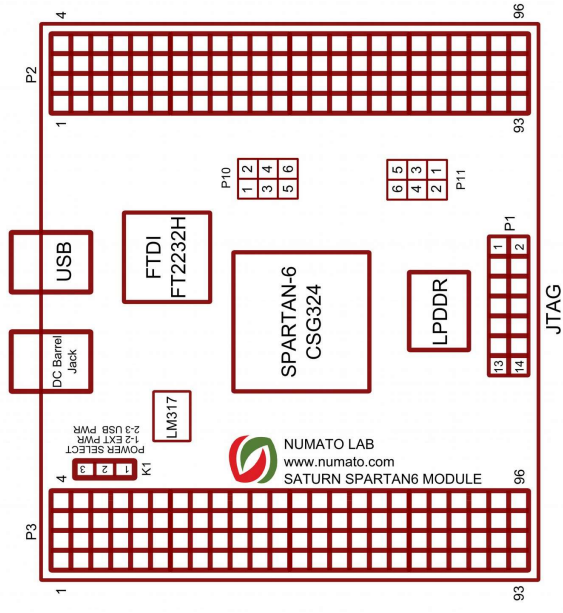 4
96
P2
1
93
P10
1 2
3 4
5 6
6 5
4 3
2 1
P11
USB
FTDI
FT2232H
DC Barrel
Jack
SPARTAN-6
CSG324
LPDDR
1
2
P1
13
14
JTAG
LM317
POWER SELECT
1-2 EXT PWR
2-3 USB PWR
3 2 1
K1
NUMATO LAB
www.numato.com
SATURN SPARTAN6 MODULE
4
96
P3
1
93